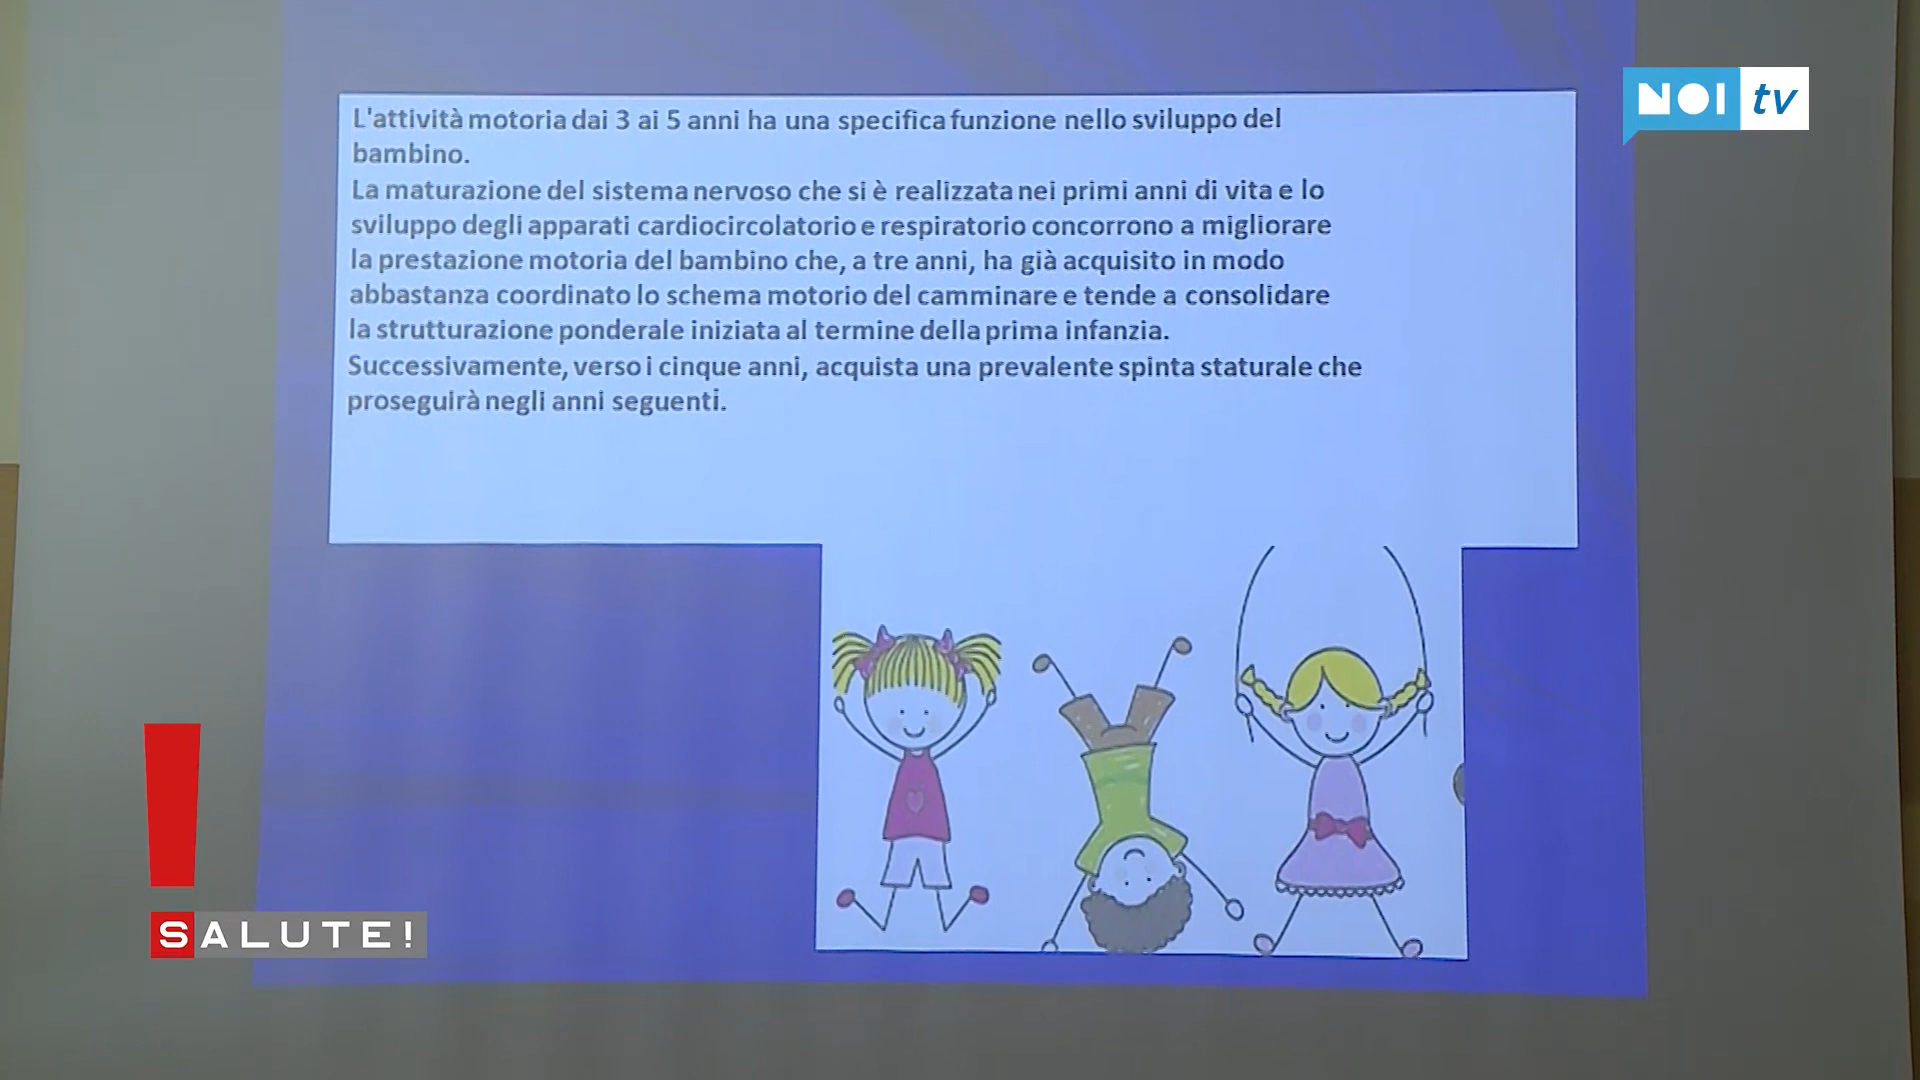 NOI tv
L'attività motoria dai 3 ai 5 anni ha una specifica funzione nello sviluppo del
bambino.
La maturazione del sistema nervoso che si è realizzata nei primi anni di vita e lo
sviluppo degli apparati cardiocircolatorio e respiratorio concorrono a migliorare
la prestazione motoria del bambino che, a tre anni, ha già acquisito in modo
abbastanza coordinato lo schema motorio del camminare e tende a consolidare
la strutturazione ponderale iniziata al termine della prima infanzia.
Successivamente, verso i cinque anni, acquista una prevalente spinta staturale che
proseguirà negli anni seguenti.
!
SALUTE!